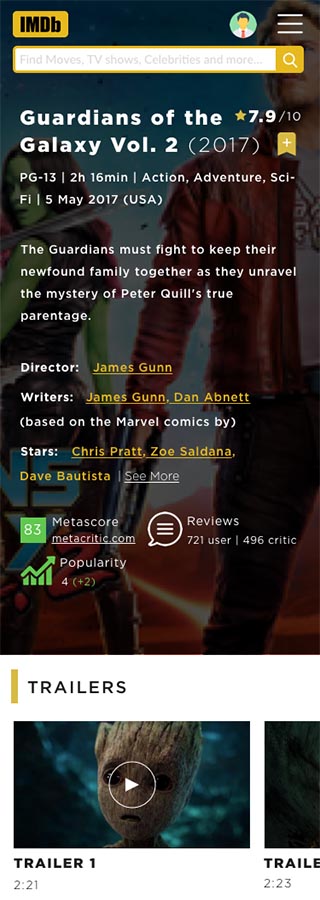 IMDb
Find Movies, TV shows, Celebrities and more...
Guardians of the
7.9/10
Galaxy Vol. 2 (2017)
PG-13 | 2h 16min | Action, Adventure, Sci-
Fi | 5 May 2017 (USA)
The Guardians must fight to keep their
newfound family together as they unravel
the mystery of Peter Quill's true
parentage.
Director: James Gunn
Writers: James Gunn, Dan Abnett
(based on the Marvel comics by)
Stars: Chris Pratt, Zoe Saldana,
Dave Bautista | See More
83 Metascore
metacritic.com
Reviews
721 user | 496 critic
Popularity
4 (+2)
TRAILERS
TRAILER 1
2:21
TRAILE
2:23